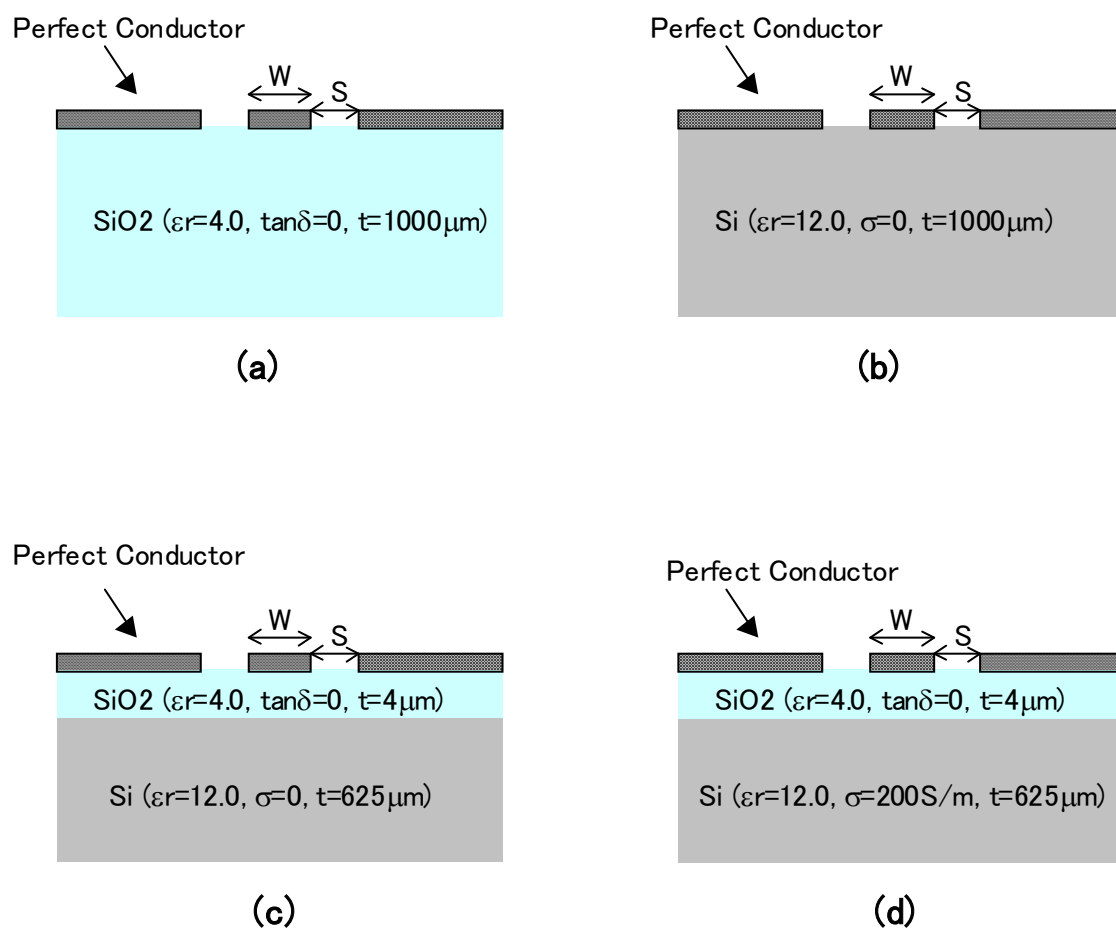 Perfect Conductor
W
S
SiO2 (εr=4.0, tanδ=0, t=1000μm)
(a)
Perfect Conductor
W
S
Si (εr=12.0, σ=0, t=1000μm)
(b)
Perfect Conductor
W
S
SiO2 (εr=4.0, tanδ=0, t=4μm)
Si (εr=12.0, σ=0, t=625μm)
(c)
Perfect Conductor
W
S
SiO2 (εr=4.0, tanδ=0, t=4μm)
Si (εr=12.0, σ=200S/m, t=625μm)
(d)